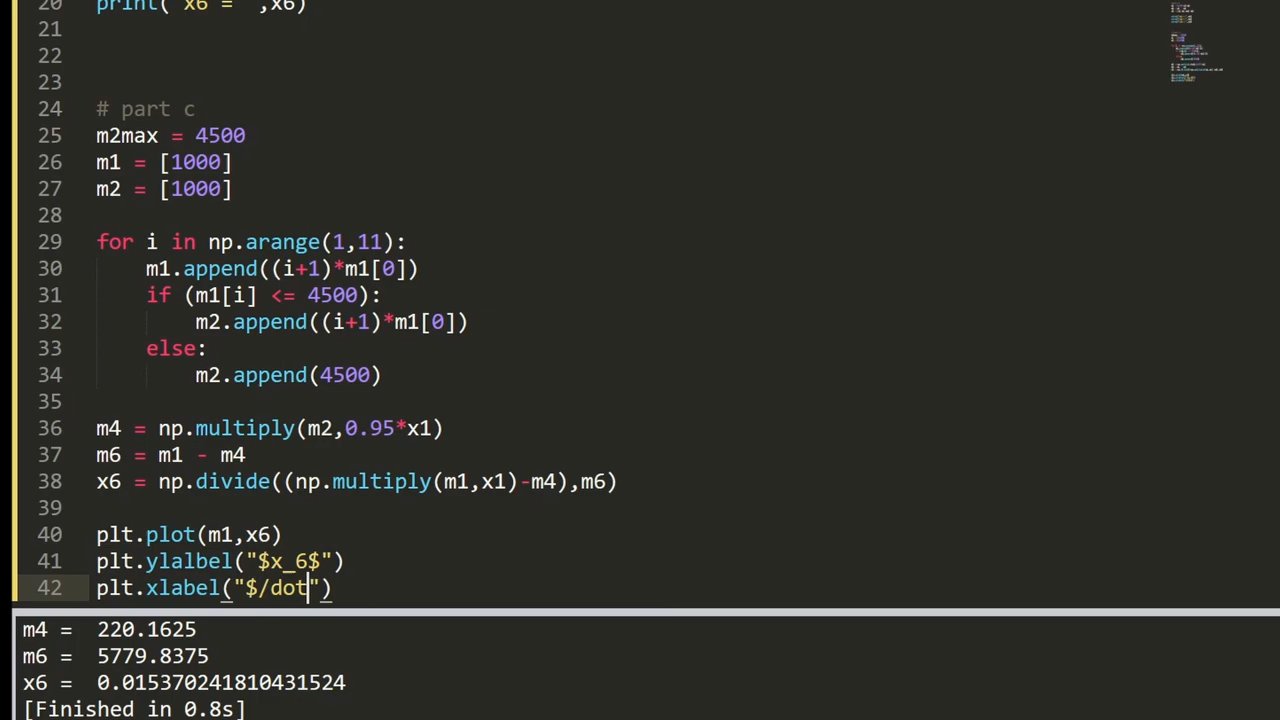 20 print("x6 = ",x6)
21
22
23
24 # part c
25 m2max = 4500
26 m1 = [1000]
27 m2 = [1000]
28
29 for i in np.arange(1,11):
30 m1.append((i+1)*m1[0])
31 if (m1[i] <= 4500):
32 m2.append((i+1)*m1[0])
33 else:
34 m2.append(4500)
35
36 m4 = np.multiply(m2,0.95*x1)
37 m6 = m1 - m4
38 x6 = np.divide((np.multiply(m1,x1)-m4),m6)
39
40 plt.plot(m1,x6)
41 plt.ylalbel("$x_6$")
42 plt.xlabel("$/dot")
m4 = 220.1625
m6 = 5779.8375
x6 = 0.015370241810431524
[Finished in 0.8s]